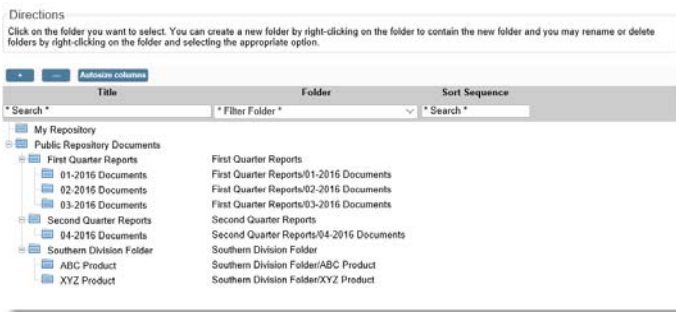 Directions
Click on the folder you want to select. You can create a new folder by right-clicking on the folder to contain the new folder and you may rename or delete
folders by right-clicking on the folder and selecting the appropriate option.
+ — Autosize columns
Title Folder Sort Sequence
* Search * * Filter Folder * * Search *
My Repository
Public Repository Documents
First Quarter Reports First Quarter Reports
01-2016 Documents First Quarter Reports/01-2016 Documents
02-2016 Documents First Quarter Reports/02-2016 Documents
03-2016 Documents First Quarter Reports/03-2016 Documents
Second Quarter Reports Second Quarter Reports
04-2016 Documents Second Quarter Reports/04-2016 Documents
Southern Division Folder Southern Division Folder
ABC Product Southern Division Folder/ABC Product
XYZ Product Southern Division Folder/XYZ Product